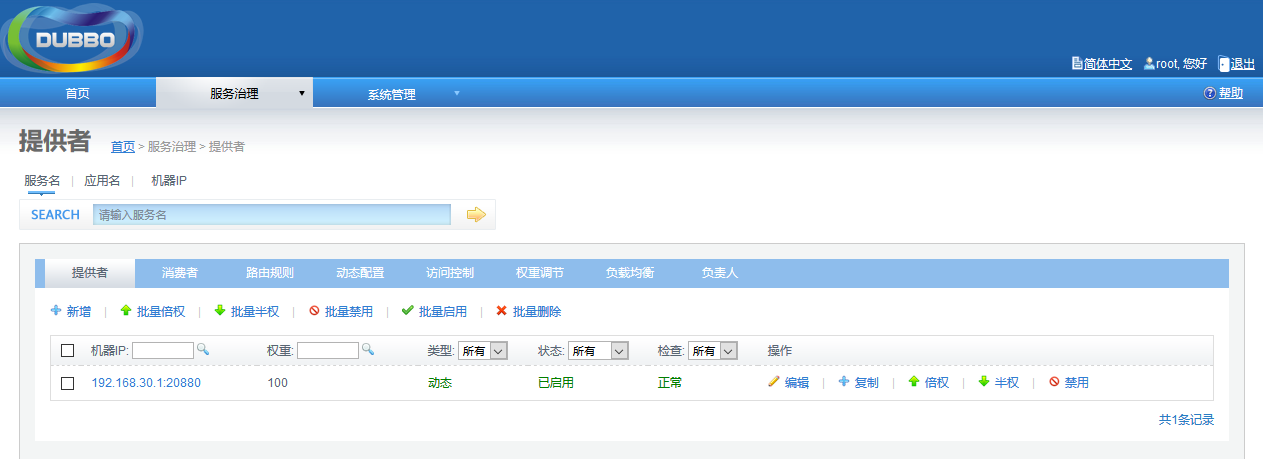 DUBBO
简体中文 root, 您好 退出
首页 服务治理 系统管理 帮助
提供者 首页 > 服务治理 > 提供者
服务名 | 应用名 | 机器IP
SEARCH 请输入服务名
提供者 消费者 路由规则 动态配置 访问控制 权重调节 负载均衡 负责人
新增 | 批量倍权 | 批量半权 | 批量禁用 | 批量启用 | 批量删除
机器IP: 权重: 类型: 所有 状态: 所有 检查: 所有 操作
192.168.30.1:20880 100 动态 已启用 正常 编辑 | 复制 | 倍权 | 半权 | 禁用
共1条记录